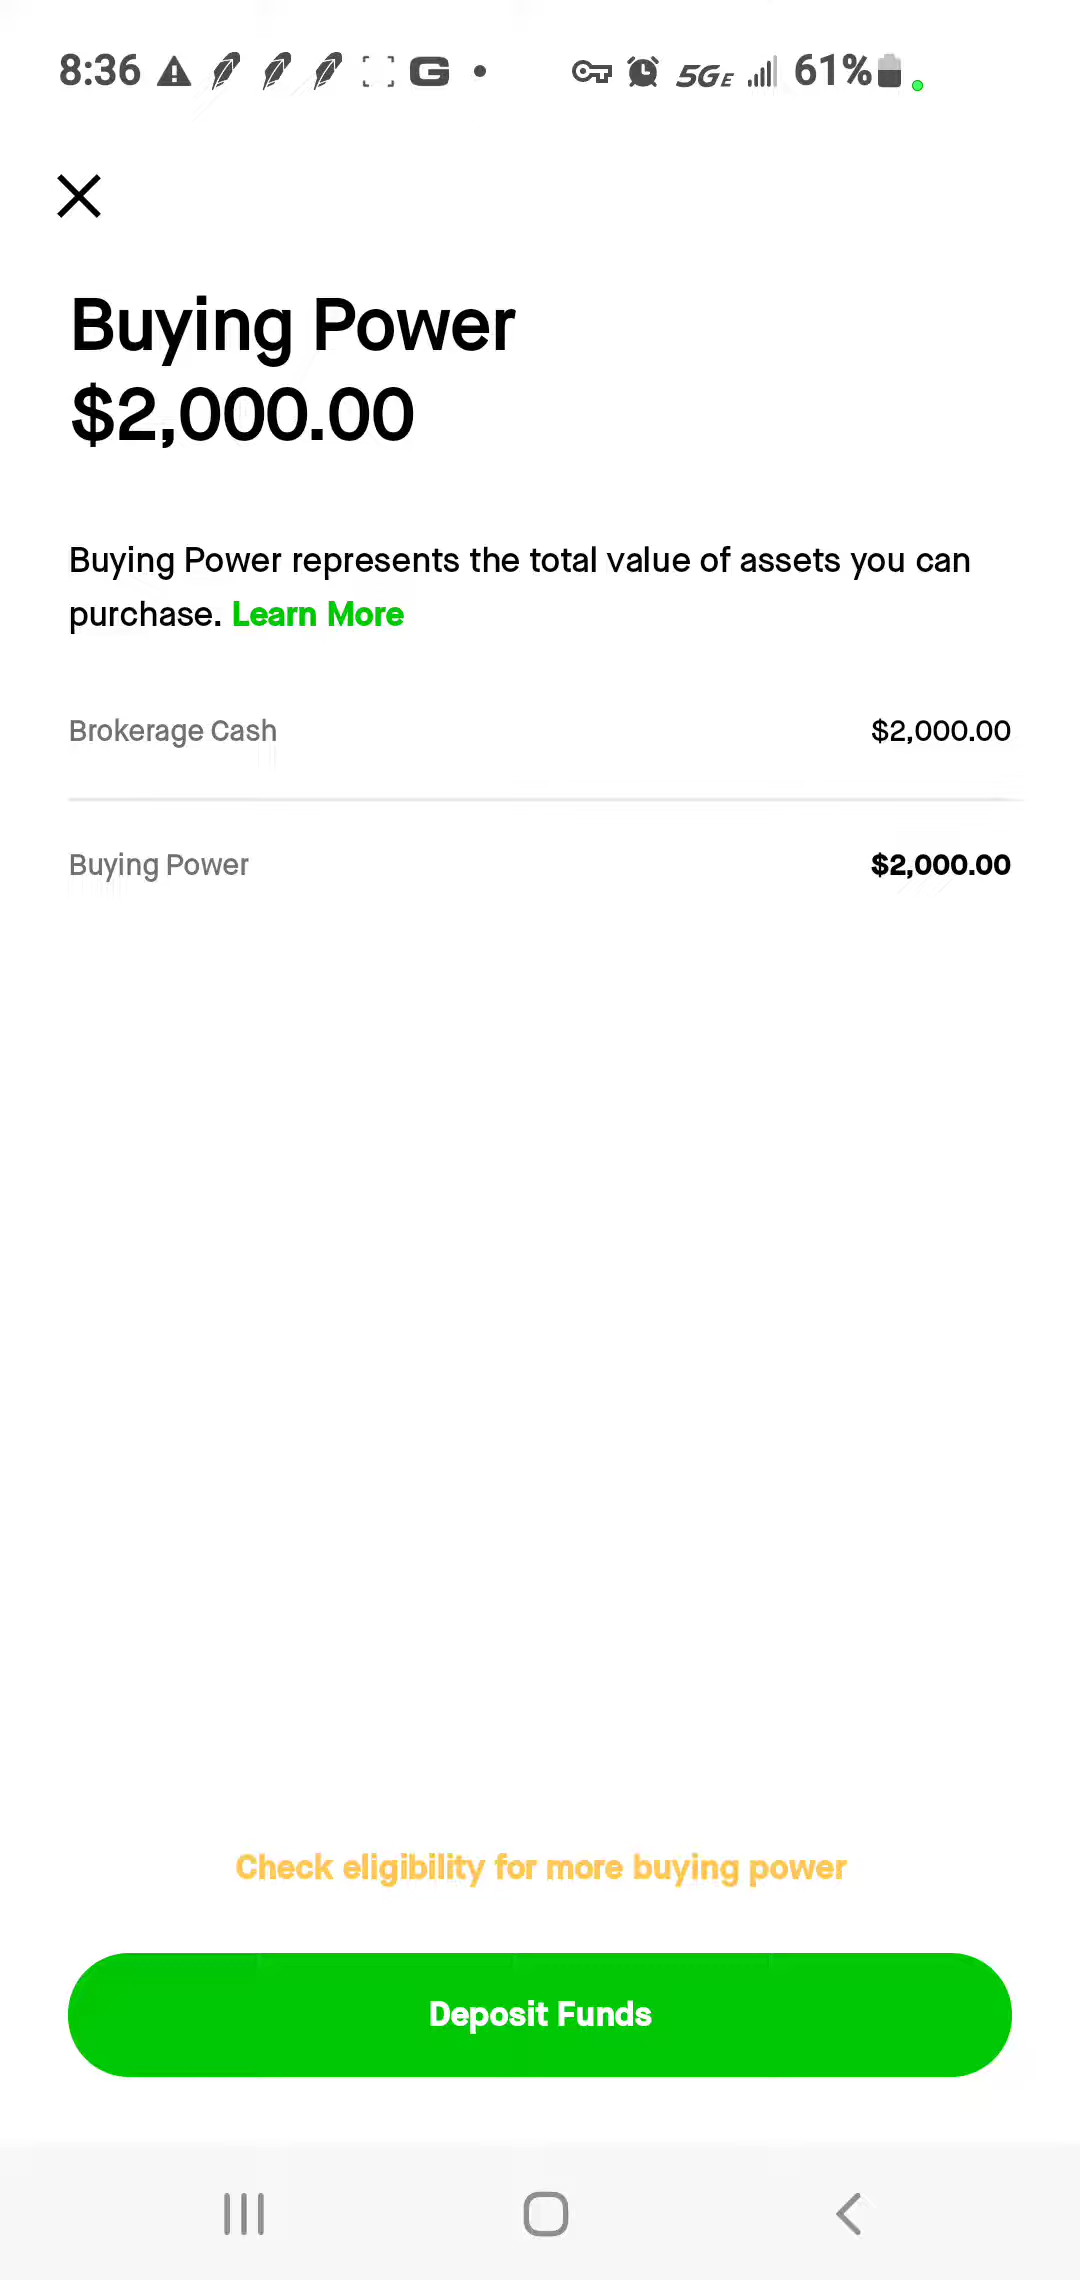 8:36 G 5GE 61%
Buying Power
$2,000.00
Buying Power represents the total value of assets you can
purchase. Learn More
Brokerage Cash $2,000.00
Buying Power $2,000.00
Check eligibility for more buying power
Deposit Funds